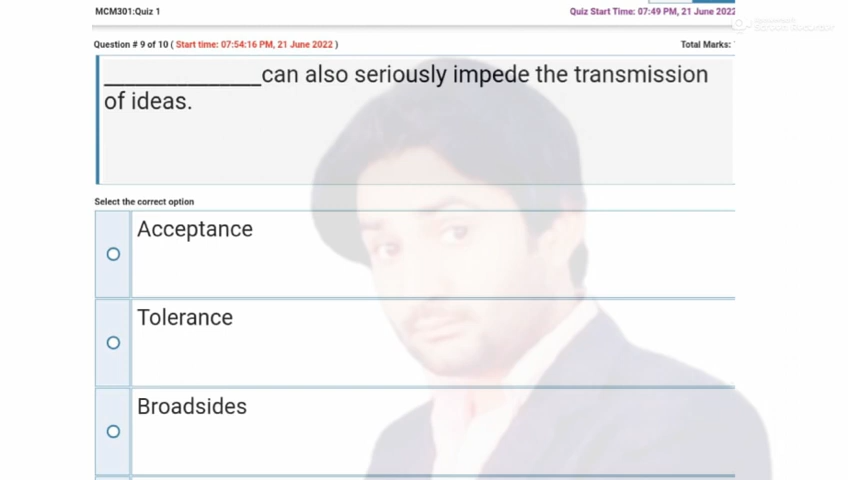 MCM301:Quiz 1
Quiz Start Time: 07:49 PM, 21 June 2022
Question # 9 of 10 ( Start time: 07:54:16 PM, 21 June 2022 )
Total Marks:
_____________can also seriously impede the transmission
of ideas.
Select the correct option
Acceptance
Tolerance
Broadsides